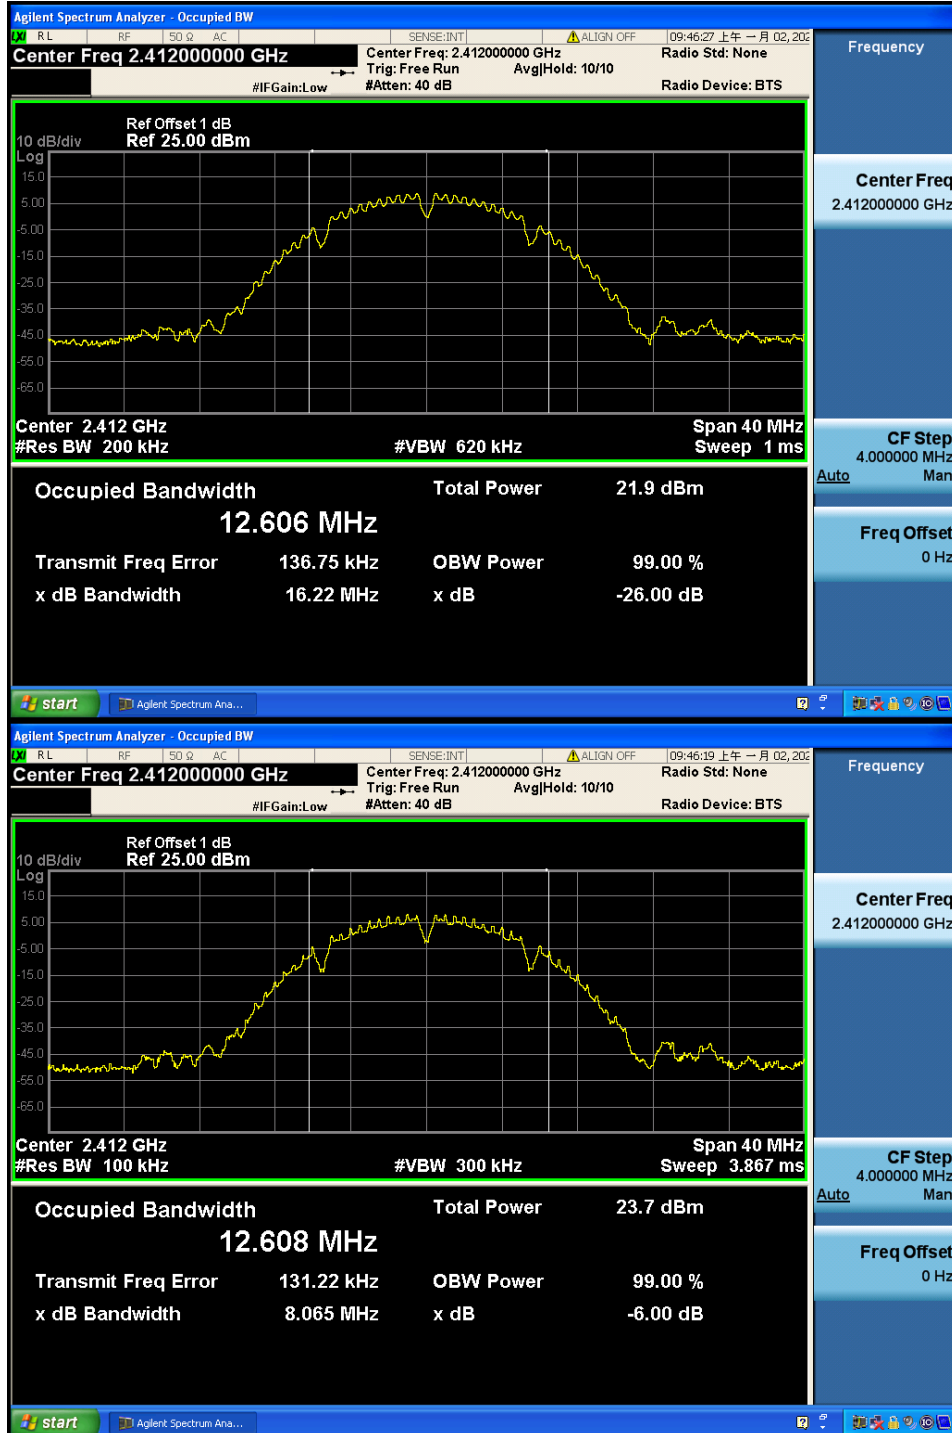 Agilent Spectrum Analyzer - Occupied BW
LXI RL RF 50 Ω AC SENSE:INT ALIGN OFF 09:46:27 上午 一月 02, 202
Center Freq 2.412000000 GHz
Center Freq: 2.412000000 GHz Radio Std: None
Trig: Free Run Avg|Hold: 10/10
#IFGain:Low #Atten: 40 dB Radio Device: BTS
Frequency
Ref Offset 1 dB
10 dB/div Ref 25.00 dBm
Log
15.0
5.00
-5.00
-15.0
-25.0
-35.0
-45.0
-55.0
-65.0
Center 2.412 GHz Span 40 MHz
#Res BW 200 kHz #VBW 620 kHz Sweep 1 ms
Center Freq
2.412000000 GHz
CF Step
4.000000 MHz
Auto Man
Freq Offset
0 Hz
Occupied Bandwidth Total Power 21.9 dBm
12.606 MHz
Transmit Freq Error 136.75 kHz OBW Power 99.00 %
x dB Bandwidth 16.22 MHz x dB -26.00 dB
start Agilent Spectrum Ana...
Agilent Spectrum Analyzer - Occupied BW
LXI RL RF 50 Ω AC SENSE:INT ALIGN OFF 09:46:19 上午 一月 02, 202
Center Freq 2.412000000 GHz
Center Freq: 2.412000000 GHz Radio Std: None
Trig: Free Run Avg|Hold: 10/10
#IFGain:Low #Atten: 40 dB Radio Device: BTS
Frequency
Ref Offset 1 dB
10 dB/div Ref 25.00 dBm
Log
15.0
5.00
-5.00
-15.0
-25.0
-35.0
-45.0
-55.0
-65.0
Center 2.412 GHz Span 40 MHz
#Res BW 100 kHz #VBW 300 kHz Sweep 3.867 ms
Center Freq
2.412000000 GHz
CF Step
4.000000 MHz
Auto Man
Freq Offset
0 Hz
Occupied Bandwidth Total Power 23.7 dBm
12.608 MHz
Transmit Freq Error 131.22 kHz OBW Power 99.00 %
x dB Bandwidth 8.065 MHz x dB -6.00 dB
start Agilent Spectrum Ana...